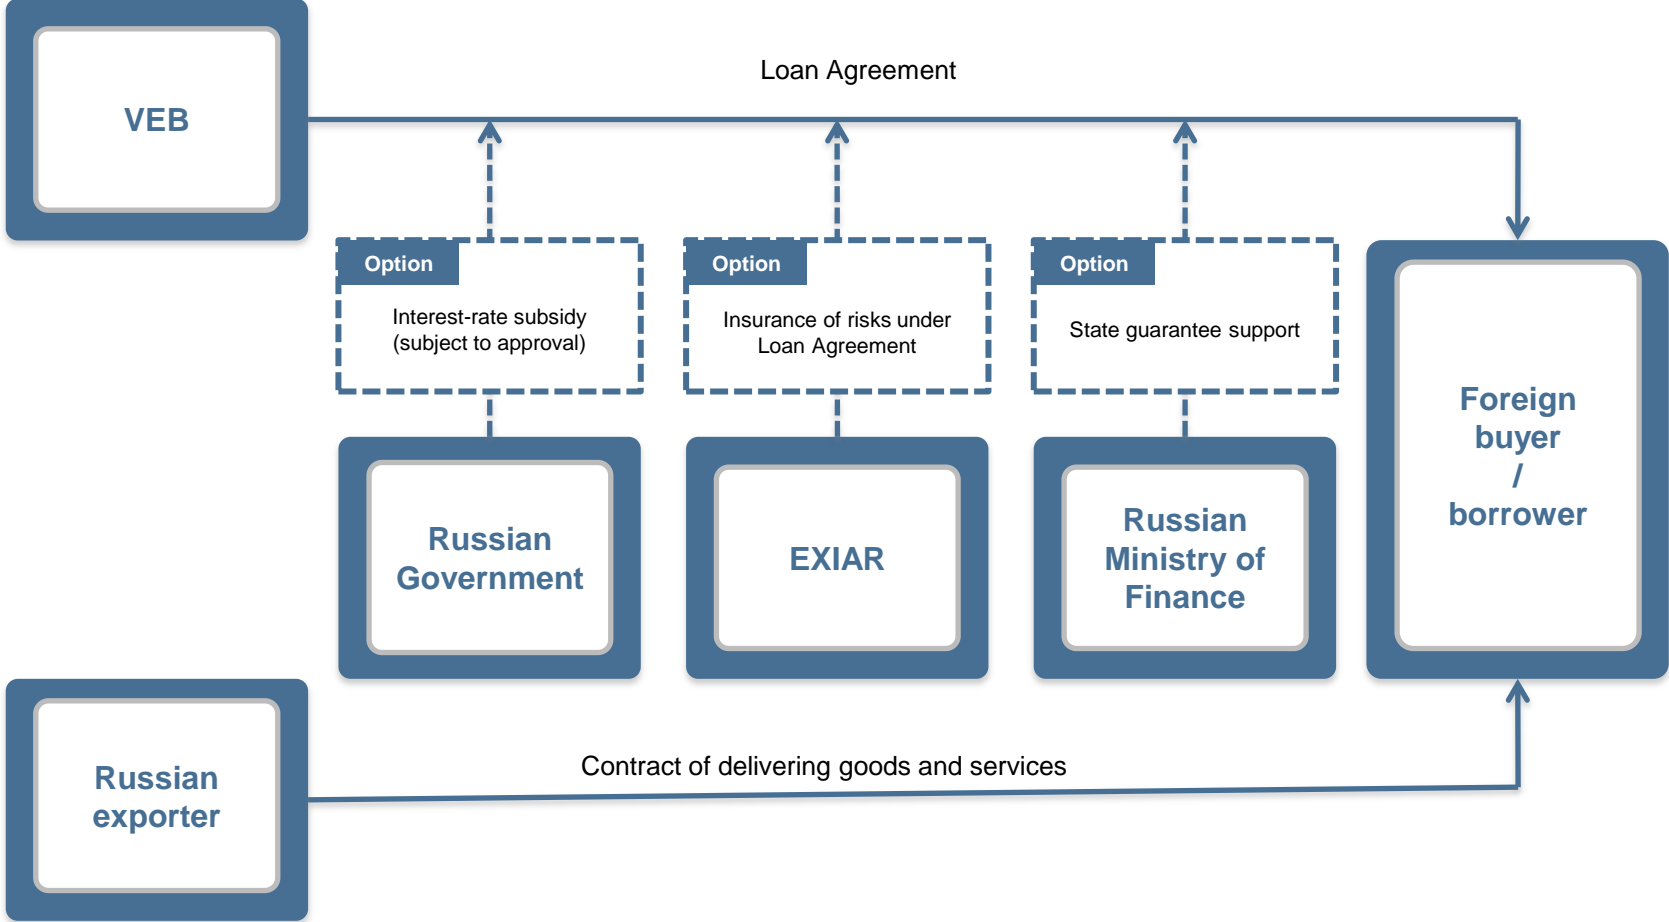 Loan Agreement
VEB
Option
Interest-rate subsidy
(subject to approval)
Option
Insurance of risks under
Loan Agreement
Option
State guarantee support
Russian
Government
EXIAR
Russian
Ministry of
Finance
Foreign
buyer
/
borrower
Russian
exporter
Contract of delivering goods and services